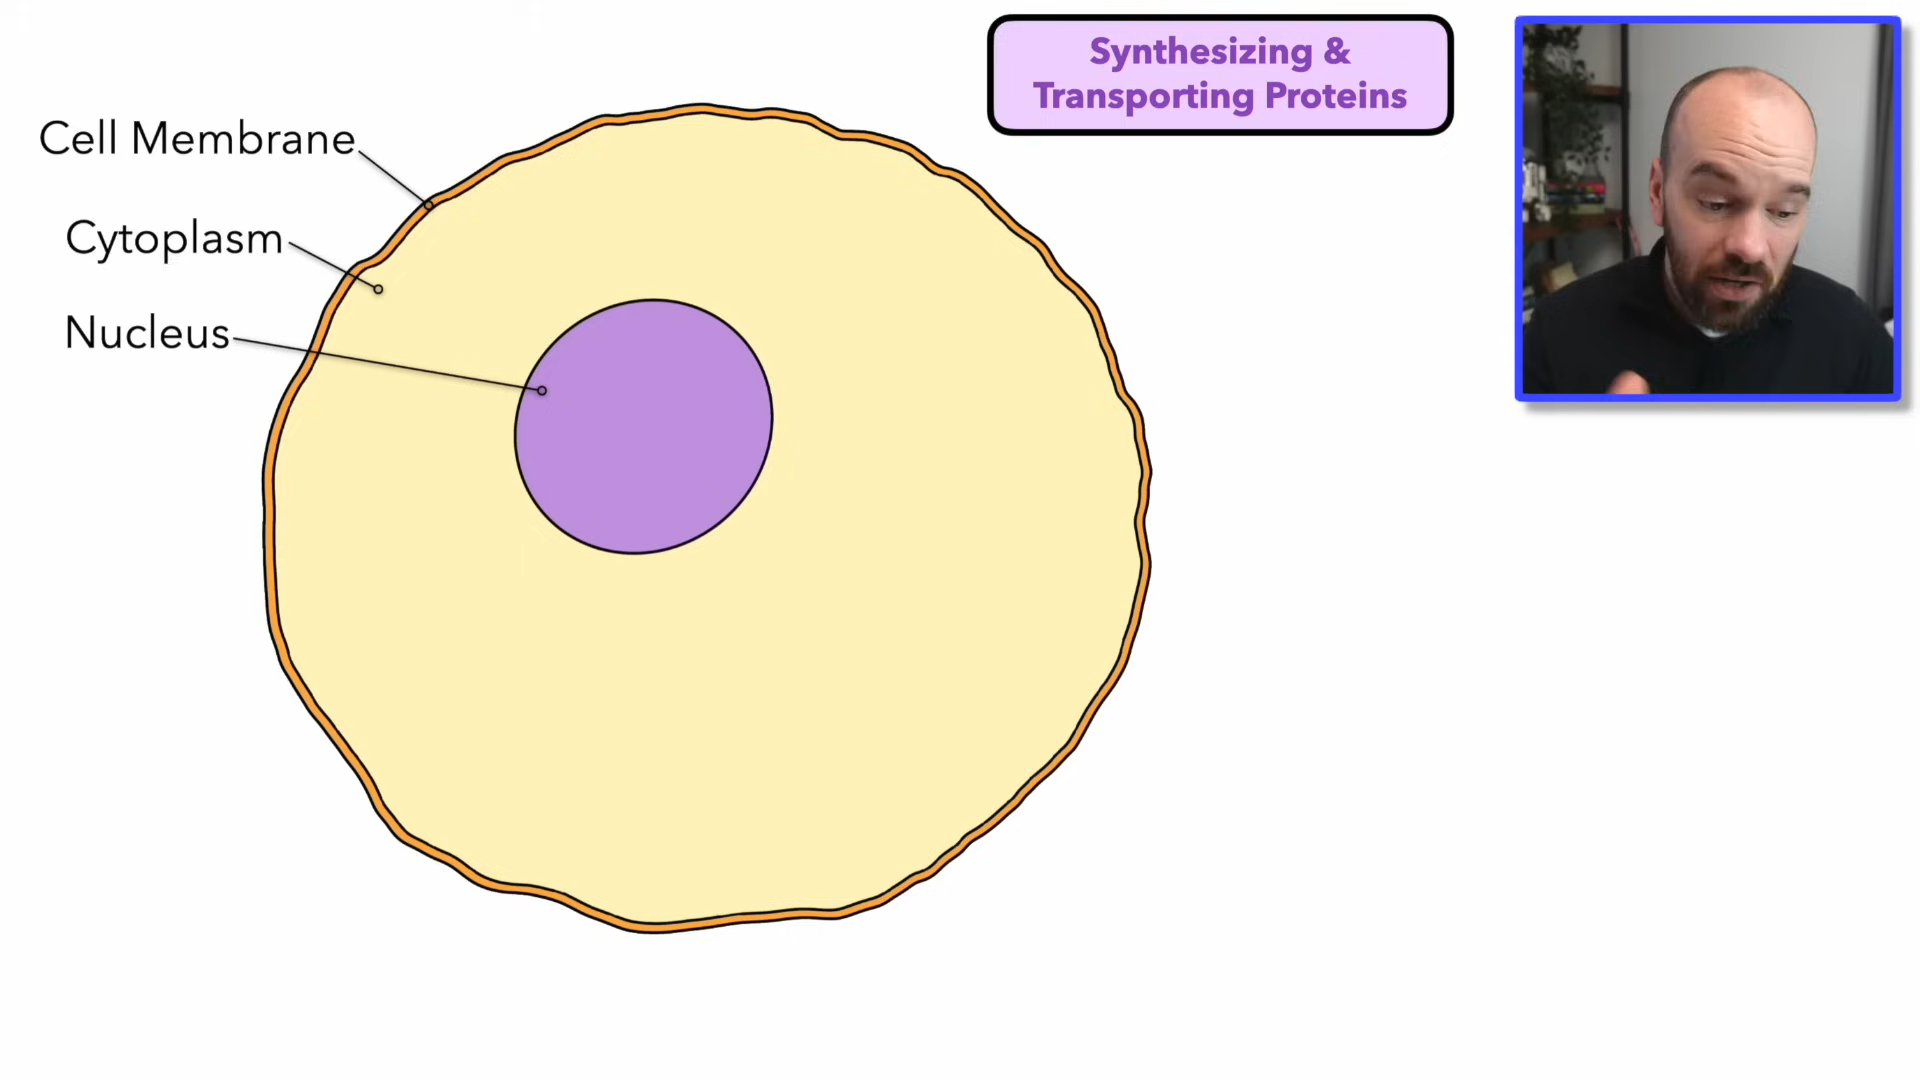 Synthesizing &
Transporting Proteins
Cell Membrane
Cytoplasm
Nucleus